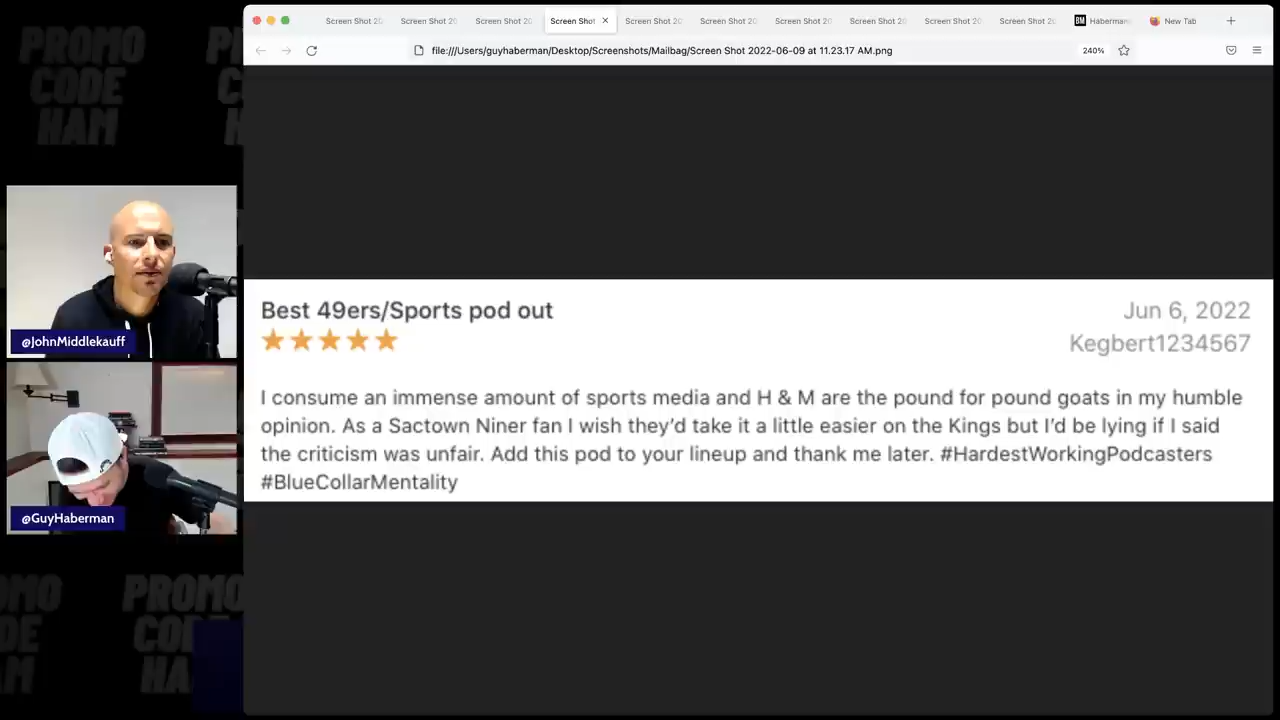 PROMO
CODE
HAM
Screen Shot 20
Screen Shot 20
Screen Shot 20
Screen Shot
Screen Shot 20
Screen Shot 20
Screen Shot 20
Screen Shot 20
Screen Shot 20
Screen Shot 20
BM
Haberman
New Tab
file:///Users/guyhaberman/Desktop/Screenshots/Mailbag/Screen Shot 2022-06-09 at 11.23.17 AM.png
240%
@JohnMiddlekauff
@GuyHaberman
Best 49ers/Sports pod out
Jun 6, 2022
Kegbert1234567
I consume an immense amount of sports media and H & M are the pound for pound goats in my humble
opinion. As a Sactown Niner fan I wish they'd take it a little easier on the Kings but I'd be lying if I said
the criticism was unfair. Add this pod to your lineup and thank me later. #HardestWorkingPodcasters
#BlueCollarMentality
PROMO